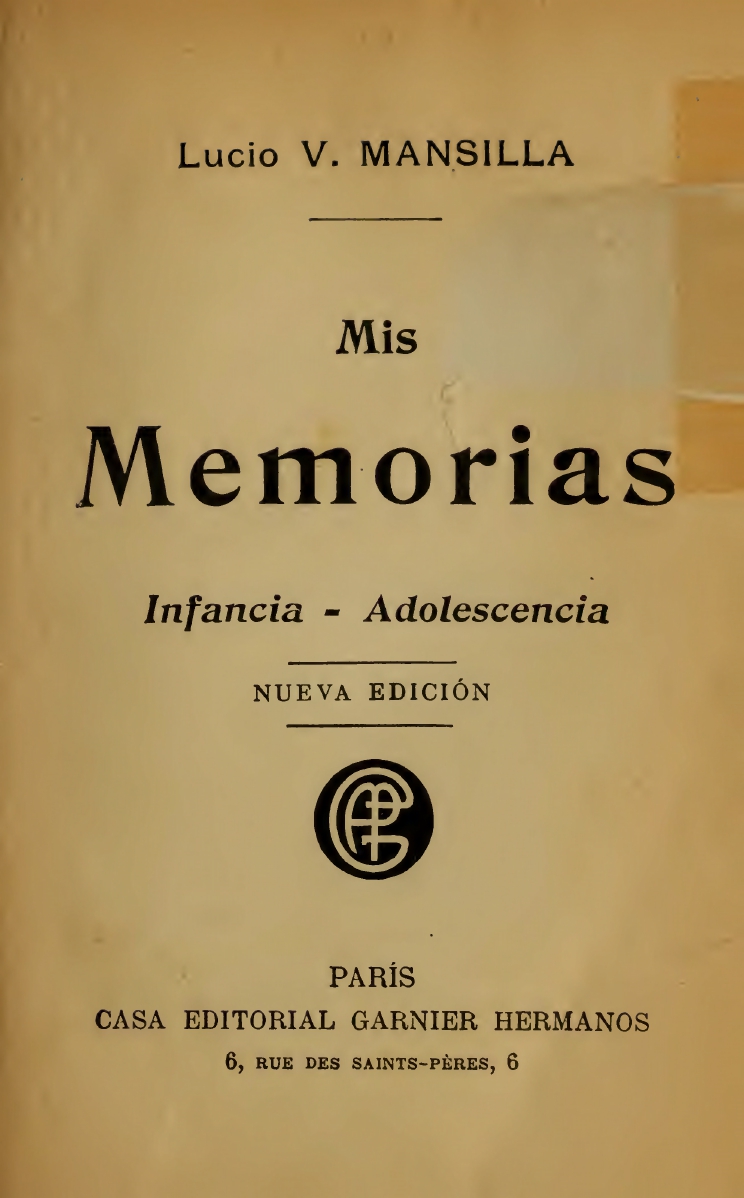 Lucio V. MANSILLA
Mis
Memorias
Infancia - Adolescencia
NUEVA EDICIÓN
PARÍS
CASA EDITORIAL GARNIER HERMANOS
6, RUE DES SAINTS-PÈRES, 6